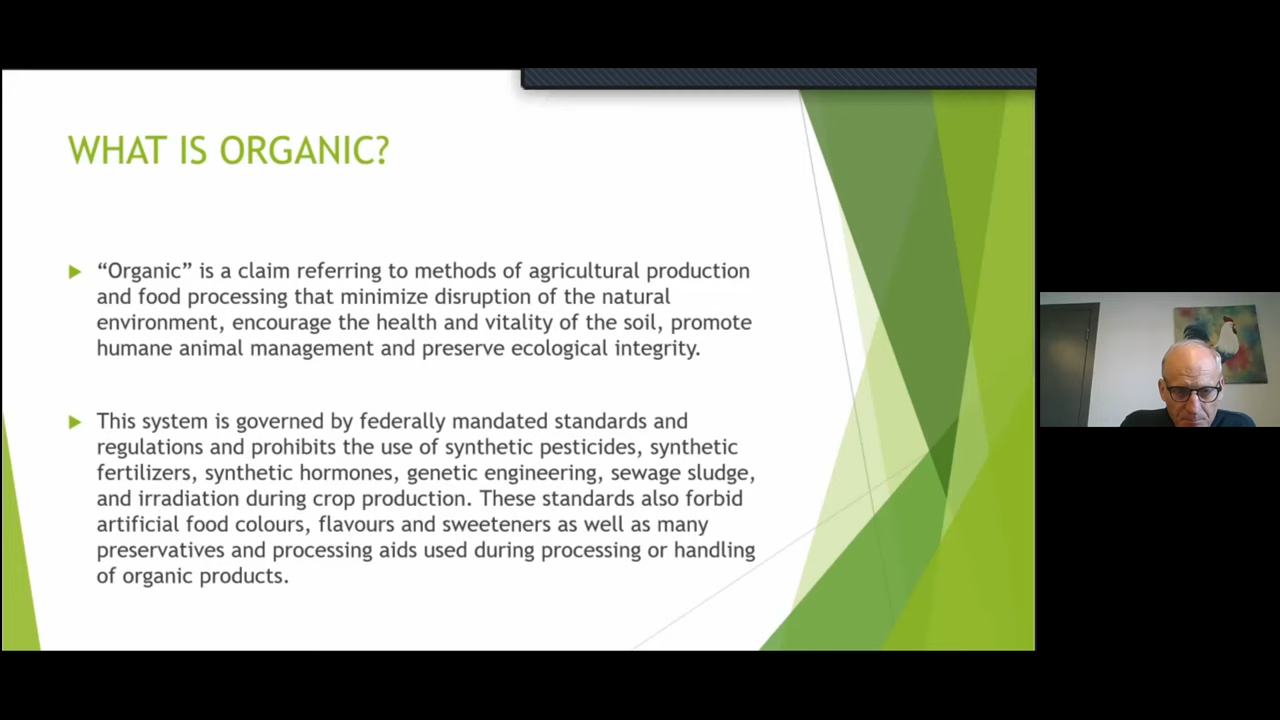 WHAT IS ORGANIC?
“Organic” is a claim referring to methods of agricultural production
and food processing that minimize disruption of the natural
environment, encourage the health and vitality of the soil, promote
humane animal management and preserve ecological integrity.
This system is governed by federally mandated standards and
regulations and prohibits the use of synthetic pesticides, synthetic
fertilizers, synthetic hormones, genetic engineering, sewage sludge,
and irradiation during crop production. These standards also forbid
artificial food colours, flavours and sweeteners as well as many
preservatives and processing aids used during processing or handling
of organic products.